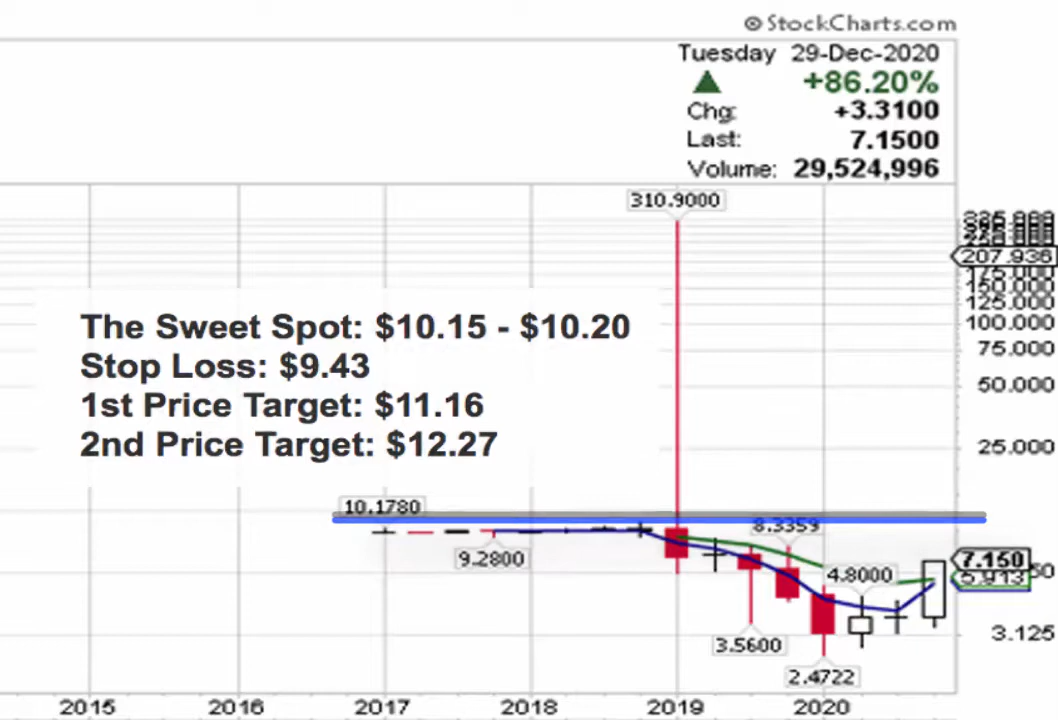 © StockCharts.com
Tuesday 29-Dec-2020
+86.20%
Chg: +3.3100
Last: 7.1500
Volume: 29,524,996
310.9000
207.936
175.000
150.000
125.000
100.000
75.000
50.000
25.000
The Sweet Spot: $10.15 - $10.20
Stop Loss: $9.43
1st Price Target: $11.16
2nd Price Target: $12.27
10.1780
9.2800
8.3359
4.8000
7.150
5.913
3.5600
3.125
2.4722
2015 2016 2017 2018 2019 2020